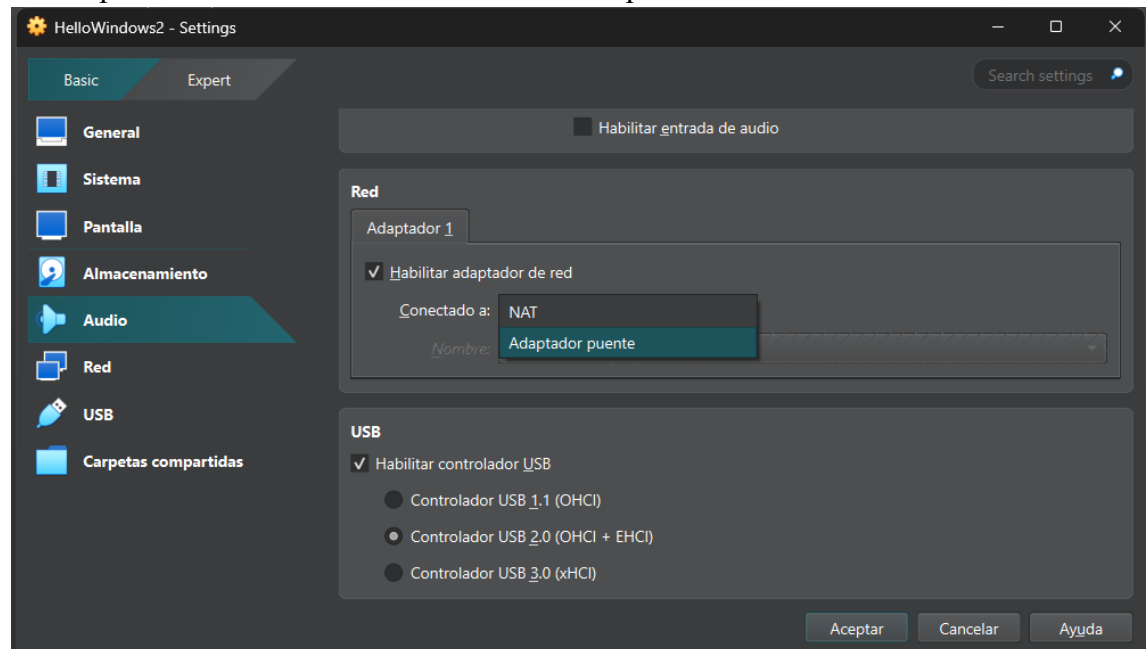 HelloWindows2 - Settings
Basic
Expert
Search settings
General
Sistema
Pantalla
Almacenamiento
Audio
Red
USB
Carpetas compartidas
Habilitar entrada de audio
Red
Adaptador 1
Habilitar adaptador de red
Conectado a:
NAT
Adaptador puente
Nombre:
USB
Habilitar controlador USB
Controlador USB 1.1 (OHCI)
Controlador USB 2.0 (OHCI + EHCI)
Controlador USB 3.0 (xHCI)
Aceptar
Cancelar
Ayuda